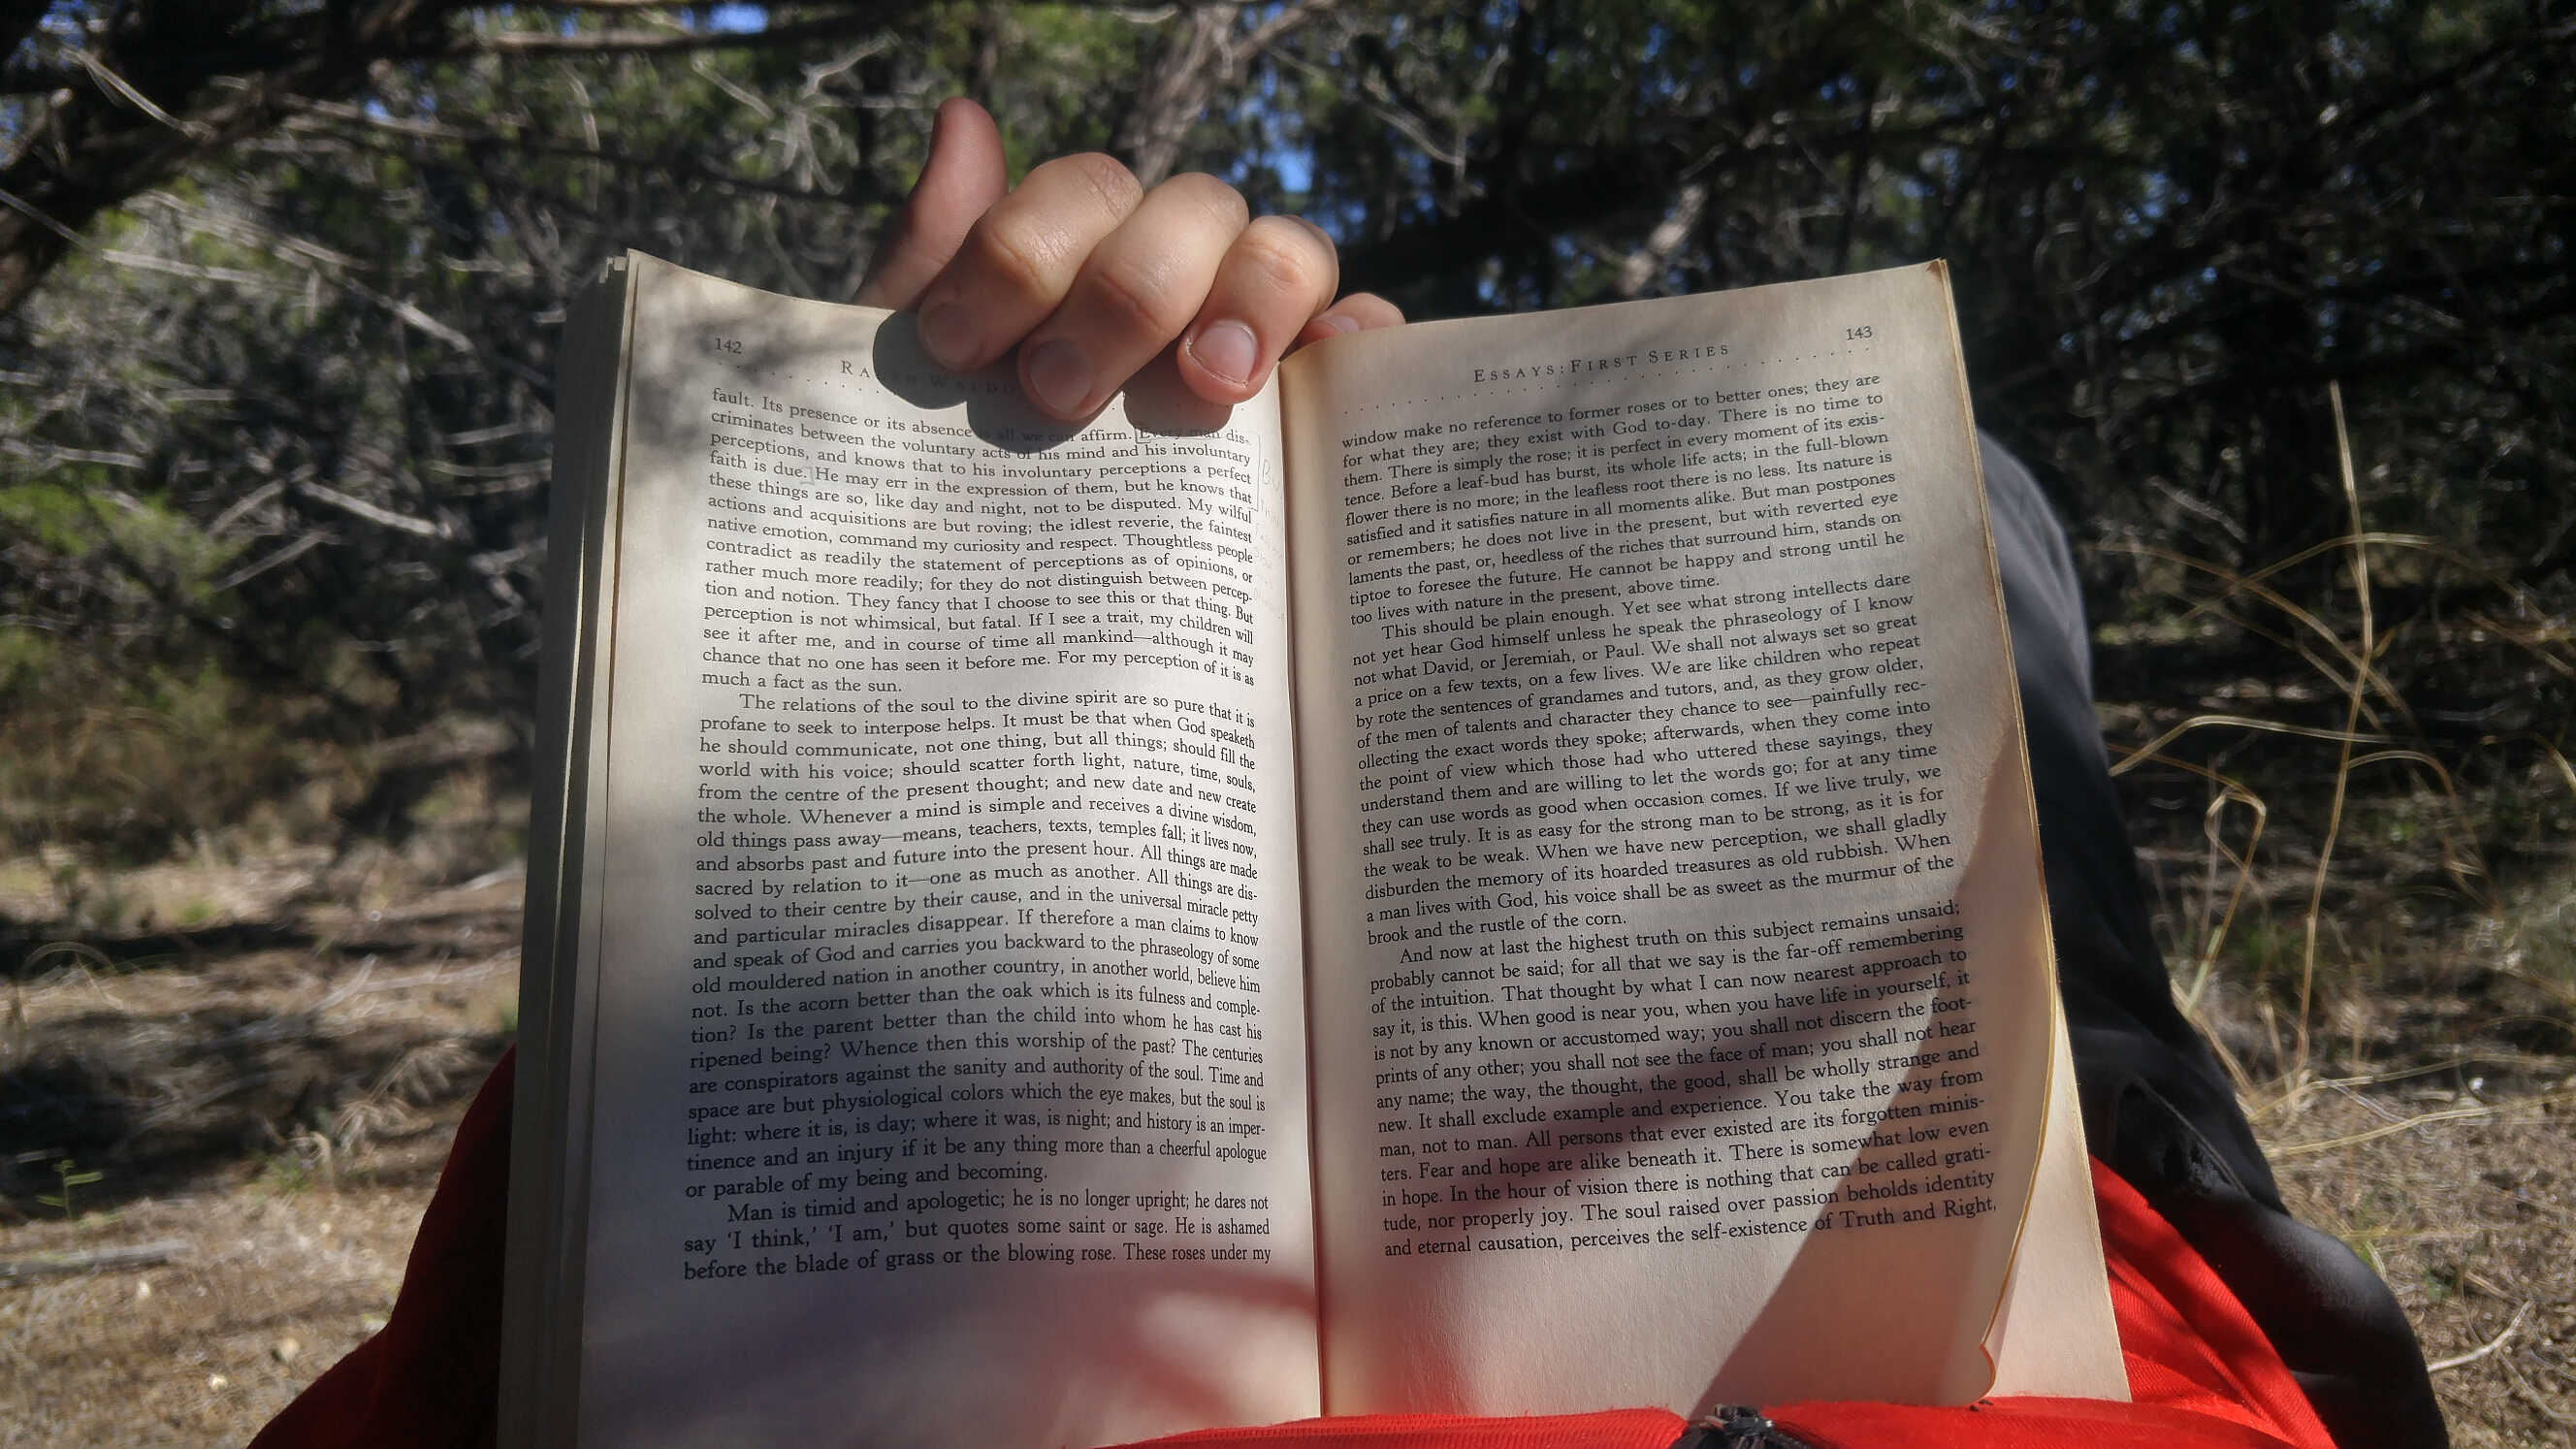 142
fault. Its presence or its absence is all we can affirm. Every man dis-
criminates between the voluntary acts of his mind and his involuntary
perceptions, and knows that to his involuntary perceptions a perfect
faith is due. He may err in the expression of them, but he knows that
these things are so, like day and night, not to be disputed. My wilful
actions and acquisitions are but roving; the idlest reverie, the faintest
native emotion, command my curiosity and respect. Thoughtless people
contradict as readily the statement of perceptions as of opinions, or
rather much more readily; for they do not distinguish between percep-
tion and notion. They fancy that I choose to see this or that thing. But
perception is not whimsical, but fatal. If I see a trait, my children will
see it after me, and in course of time all mankind—although it may
chance that no one has seen it before me. For my perception of it is as
much a fact as the sun.
The relations of the soul to the divine spirit are so pure that it is
profane to seek to interpose helps. It must be that when God speaketh
he should communicate, not one thing, but all things; should fill the
world with his voice; should scatter forth light, nature, time, souls,
from the centre of the present thought; and new date and new create
the whole. Whenever a mind is simple and receives a divine wisdom,
old things pass away—means, teachers, texts, temples fall; it lives now,
and absorbs past and future into the present hour. All things are made
sacred by relation to it—one as much as another. All things are dis-
solved to their centre by their cause, and in the universal miracle petty
and particular miracles disappear. If therefore a man claims to know
and speak of God and carries you backward to the phraseology of some
old mouldered nation in another country, in another world, believe him
not. Is the acorn better than the oak which is its fulness and comple-
tion? Is the parent better than the child into whom he has cast his
ripened being? Whence then this worship of the past? The centuries
are conspirators against the sanity and authority of the soul. Time and
space are but physiological colors which the eye makes, but the soul is
light: where it is, is day; where it was, is night; and history is an imper-
tinence and an injury if it be any thing more than a cheerful apologue
or parable of my being and becoming.
Man is timid and apologetic; he is no longer upright; he dares not
say ‘I think,’ ‘I am,’ but quotes some saint or sage. He is ashamed
before the blade of grass or the blowing rose. These roses under my
143
ESSAYS: FIRST SERIES
window make no reference to former roses or to better ones; they are
for what they are; they exist with God to-day. There is no time to
them. There is simply the rose; it is perfect in every moment of its exis-
tence. Before a leaf-bud has burst, its whole life acts; in the full-blown
flower there is no more; in the leafless root there is no less. Its nature is
satisfied and it satisfies nature in all moments alike. But man postpones
or remembers; he does not live in the present, but with reverted eye
laments the past, or, heedless of the riches that surround him, stands on
tiptoe to foresee the future. He cannot be happy and strong until he
too lives with nature in the present, above time.
This should be plain enough. Yet see what strong intellects dare
not yet hear God himself unless he speak the phraseology of I know
not what David, or Jeremiah, or Paul. We shall not always set so great
a price on a few texts, on a few lives. We are like children who repeat
by rote the sentences of grandames and tutors, and, as they grow older,
of the men of talents and character they chance to see—painfully rec-
ollecting the exact words they spoke; afterwards, when they come into
the point of view which those had who uttered these sayings, they
understand them and are willing to let the words go; for at any time
they can use words as good when occasion comes. If we live truly, we
shall see truly. It is as easy for the strong man to be strong, as it is for
the weak to be weak. When we have new perception, we shall gladly
disburden the memory of its hoarded treasures as old rubbish. When
a man lives with God, his voice shall be as sweet as the murmur of the
brook and the rustle of the corn.
And now at last the highest truth on this subject remains unsaid;
probably cannot be said; for all that we say is the far-off remembering
of the intuition. That thought by what I can now nearest approach to
say it, is this. When good is near you, when you have life in yourself, it
is not by any known or accustomed way; you shall not discern the foot-
prints of any other; you shall not see the face of man; you shall not hear
any name; the way, the thought, the good, shall be wholly strange and
new. It shall exclude example and experience. You take the way from
man, not to man. All persons that ever existed are its forgotten minis-
ters. Fear and hope are alike beneath it. There is somewhat low even
in hope. In the hour of vision there is nothing that can be called grati-
tude, nor properly joy. The soul raised over passion beholds identity
and eternal causation, perceives the self-existence of Truth and Right,